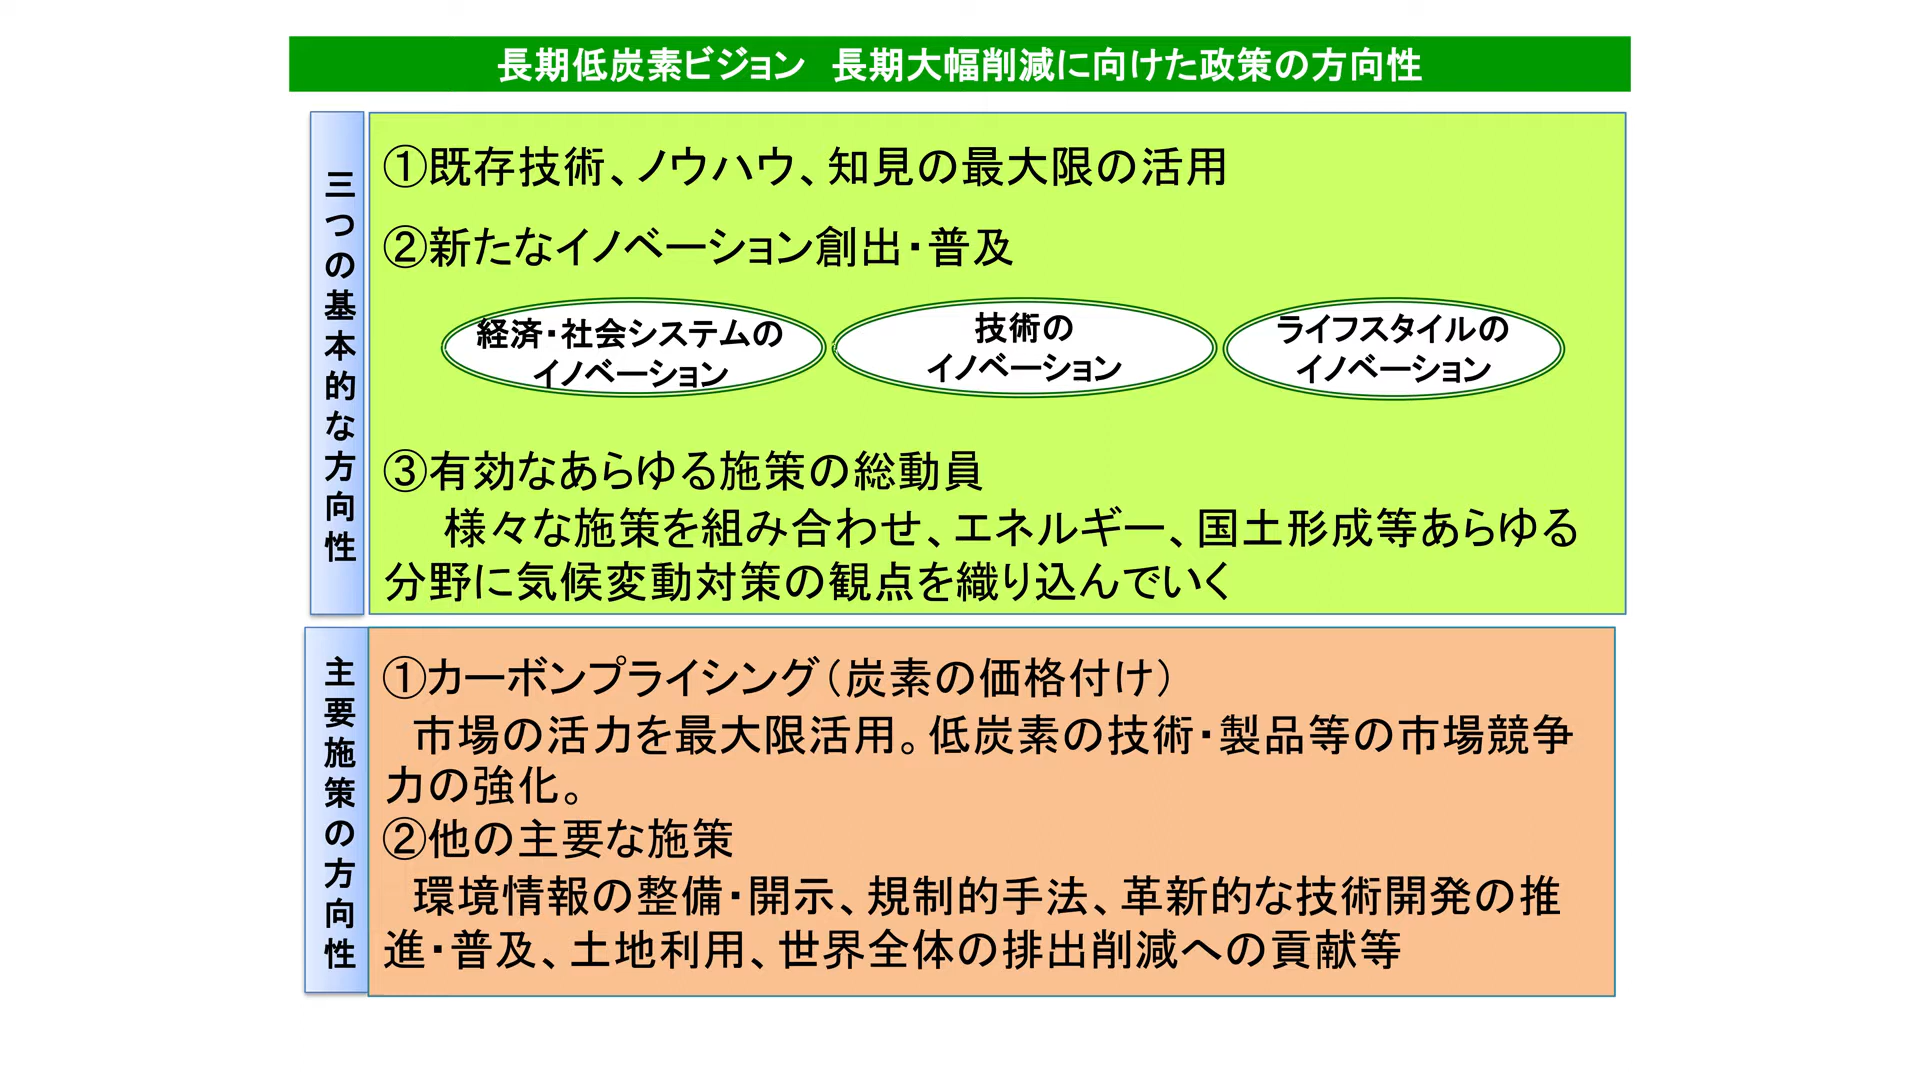 長期低炭素ビジョン　長期大幅削減に向けた政策の方向性
三つの基本的な方向性
①既存技術、ノウハウ、知見の最大限の活用
②新たなイノベーション創出・普及
経済・社会システムの
イノベーション
技術の
イノベーション
ライフスタイルの
イノベーション
③有効なあらゆる施策の総動員
様々な施策を組み合わせ、エネルギー、国土形成等あらゆる
分野に気候変動対策の観点を織り込んでいく
主要施策の方向性
①カーボンプライシング（炭素の価格付け）
市場の活力を最大限活用。低炭素の技術・製品等の市場競争
力の強化。
②他の主要な施策
環境情報の整備・開示、規制的手法、革新的な技術開発の推
進・普及、土地利用、世界全体の排出削減への貢献等